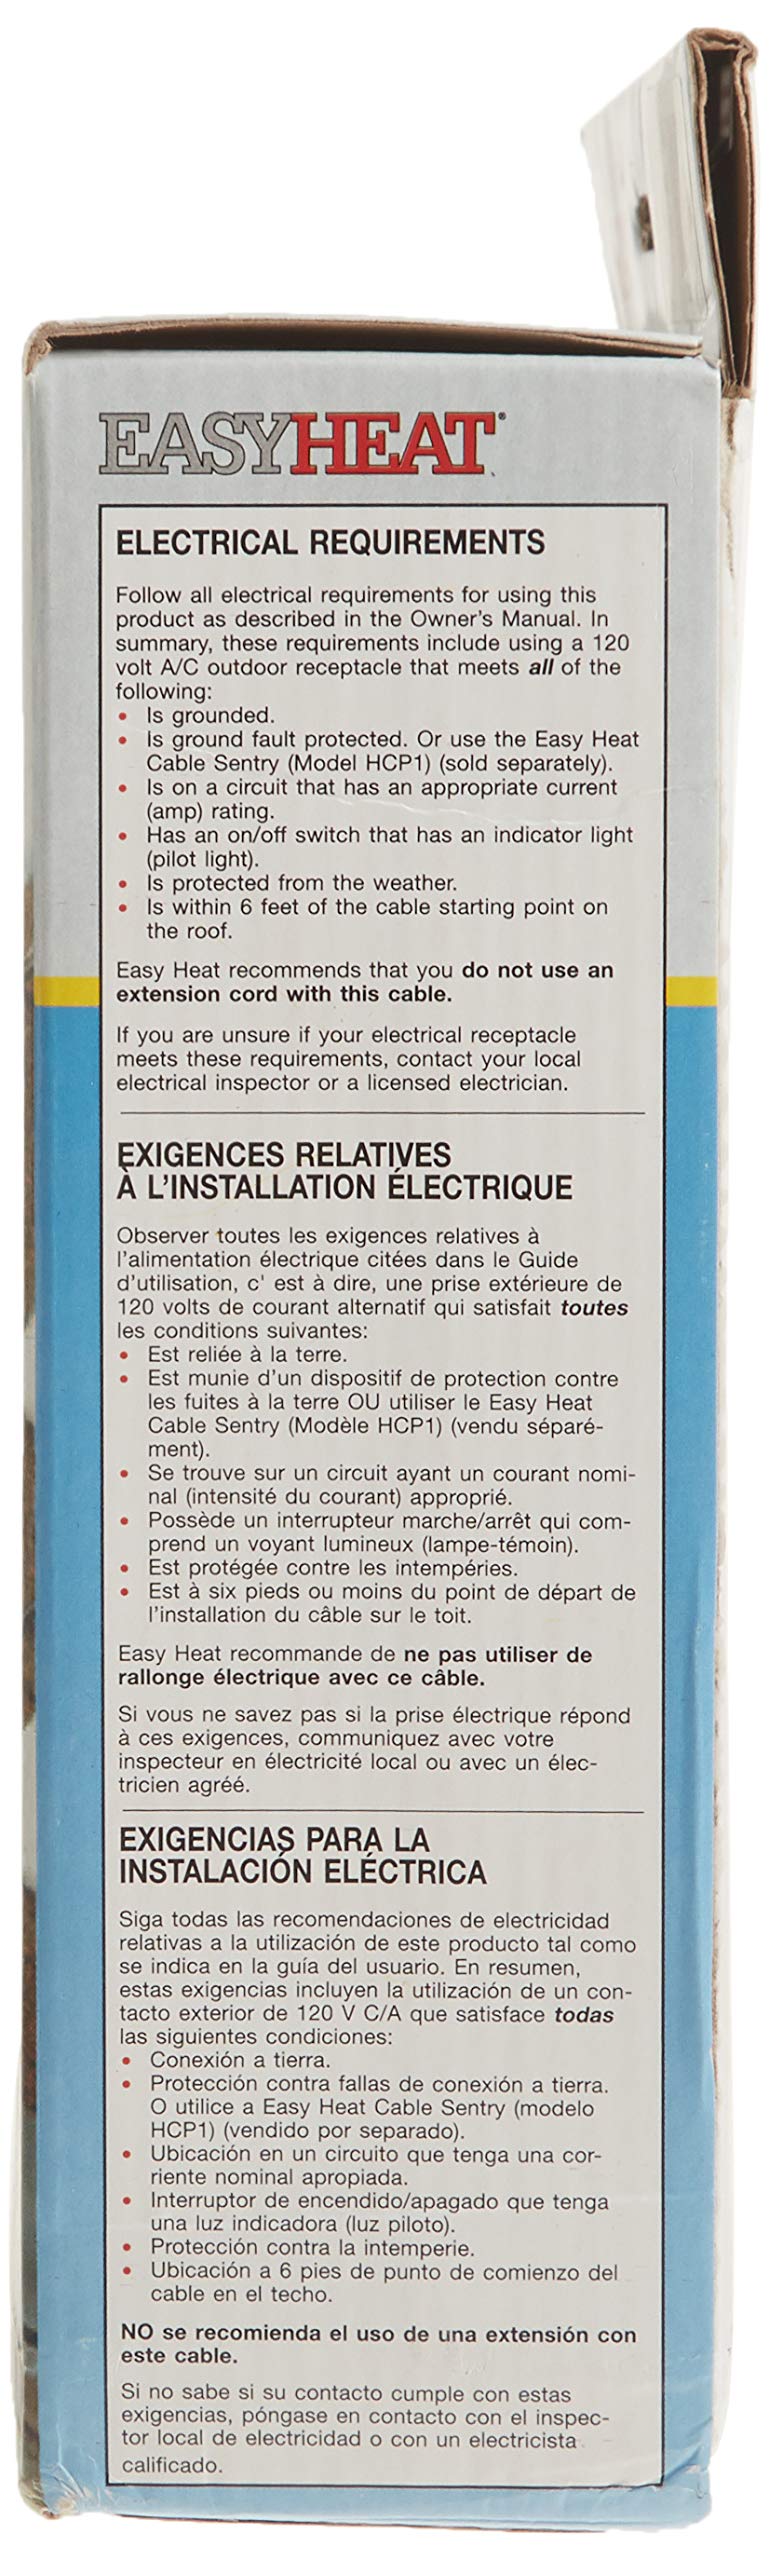 EASYHEAT®
ELECTRICAL REQUIREMENTS
Follow all electrical requirements for using this
product as described in the Owner's Manual. In
summary, these requirements include using a 120
volt A/C outdoor receptacle that meets all of the
following:
• Is grounded.
• Is ground fault protected. Or use the Easy Heat
Cable Sentry (Model HCP1) (sold separately).
• Is on a circuit that has an appropriate current
(amp) rating.
• Has an on/off switch that has an indicator light
(pilot light).
• Is protected from the weather.
• Is within 6 feet of the cable starting point on
the roof.
Easy Heat recommends that you do not use an
extension cord with this cable.
If you are unsure if your electrical receptacle
meets these requirements, contact your local
electrical inspector or a licensed electrician.
EXIGENCES RELATIVES
À L'INSTALLATION ÉLECTRIQUE
Observer toutes les exigences relatives à
l'alimentation électrique citées dans le Guide
d'utilisation, c' est à dire, une prise extérieure de
120 volts de courant alternatif qui satisfait toutes
les conditions suivantes:
• Est reliée à la terre.
• Est munie d'un dispositif de protection contre
les fuites à la terre OU utiliser le Easy Heat
Cable Sentry (Modèle HCP1) (vendu séparé-
ment).
• Se trouve sur un circuit ayant un courant nomi-
nal (intensité du courant) approprié.
• Possède un interrupteur marche/arrêt qui com-
prend un voyant lumineux (lampe-témoin).
• Est protégée contre les intempéries.
• Est à six pieds ou moins du point de départ de
l'installation du câble sur le toit.
Easy Heat recommande de ne pas utiliser de
rallonge électrique avec ce câble.
Si vous ne savez pas si la prise électrique répond
à ces exigences, communiquez avec votre
inspecteur en électricité local ou avec un élec-
tricien agréé.
EXIGENCIAS PARA LA
INSTALACIÓN ELÉCTRICA
Siga todas las recomendaciones de electricidad
relativas a la utilización de este producto tal como
se indica en la guía del usuario. En resumen,
estas exigencias incluyen la utilización de un con-
tacto exterior de 120 V C/A que satisface todas
las siguientes condiciones:
• Conexión a tierra.
• Protección contra fallas de conexión a tierra.
O utilice a Easy Heat Cable Sentry (modelo
HCP1) (vendido por separado).
• Ubicación en un circuito que tenga una cor-
riente nominal apropiada.
• Interruptor de encendido/apagado que tenga
una luz indicadora (luz piloto).
• Protección contra la intemperie.
• Ubicación a 6 pies de punto de comienzo del
cable en el techo.
NO se recomienda el uso de una extensión con
este cable.
Si no sabe si su contacto cumple con estas
exigencias, póngase en contacto con el inspec-
tor local de electricidad o con un electricista
calificado.